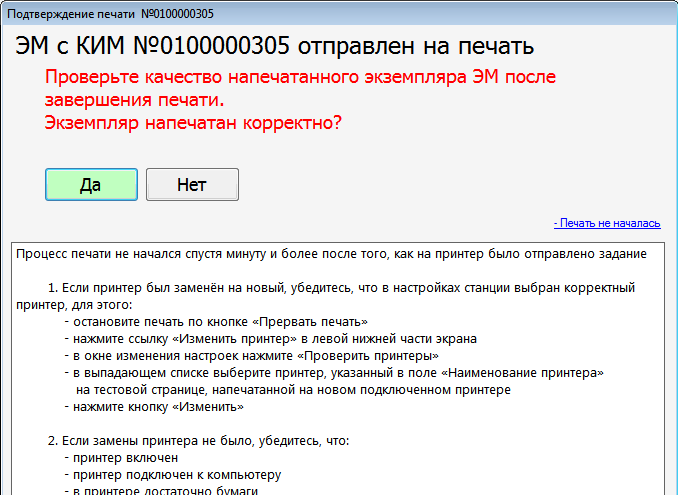 Подтверждение печати №0100000305
ЭМ с КИМ №0100000305 отправлен на печать
Проверьте качество напечатанного экземпляра ЭМ после
завершения печати.
Экземпляр напечатан корректно?
Да
Нет
- Печать не началась
Процесс печати не начался спустя минуту и более после того, как на принтер было отправлено задание
1. Если принтер был заменён на новый, убедитесь, что в настройках станции выбран корректный
принтер, для этого:
- остановите печать по кнопке «Прервать печать»
- нажмите ссылку «Изменить принтер» в левой нижней части экрана
- в окне изменения настроек нажмите «Проверить принтеры»
- в выпадающем списке выберите принтер, указанный в поле «Наименование принтера»
на тестовой странице, напечатанной на новом подключенном принтере
- нажмите кнопку «Изменить»
2. Если замены принтера не было, убедитесь, что:
- принтер включен
- принтер подключен к компьютеру
- в принтере достаточно бумаги